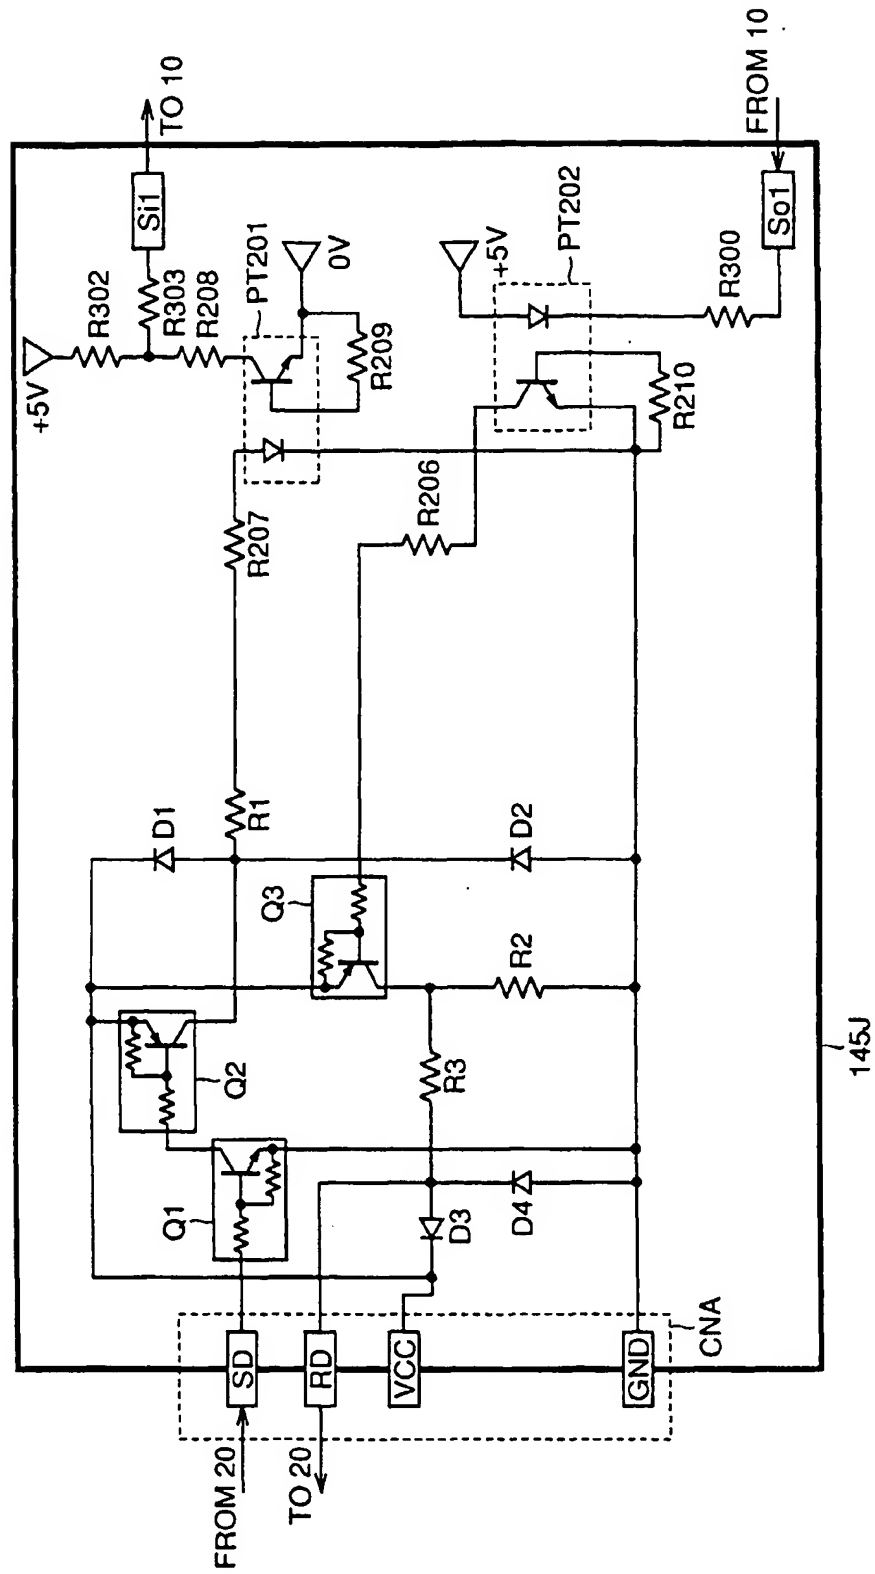 FROM 20
TO 20
SD
RD
VCC
GND
CNA
Q1
Q2
Q3
D3
D4
R3
R2
D1
D2
R1
R207
R206
+5V
R302
R303
R208
PT201
0V
R209
+5V
PT202
R210
R300
Si1
TO 10
So1
FROM 10
145J